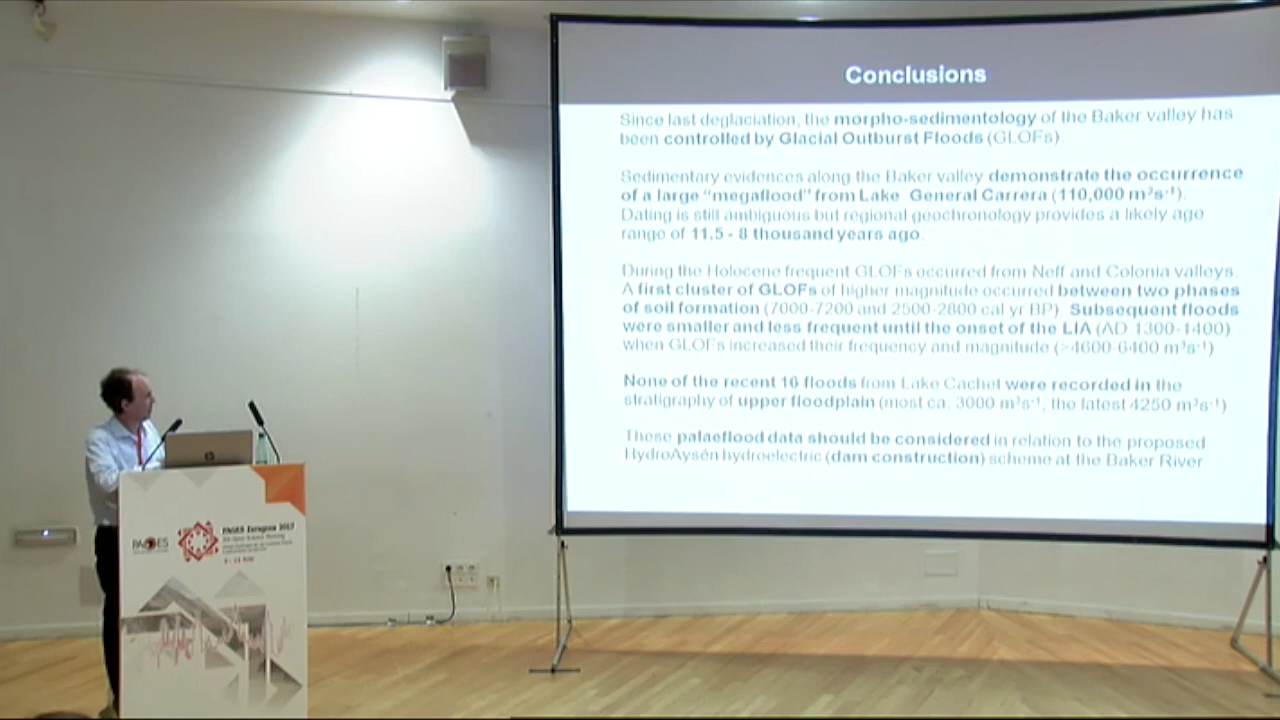 Conclusions
Since last deglaciation, the morpho-sedimentology of the Baker valley has
been controlled by Glacial Outburst Floods (GLOFs).
Sedimentary evidences along the Baker valley demonstrate the occurrence
of a large "megaflood" from Lake General Carrera (110,000 m³s⁻¹).
Dating is still ambiguous but regional geochronology provides a likely age
range of 11.5 - 8 thousand years ago.
During the Holocene frequent GLOFs occurred from Neff and Colonia valleys.
A first cluster of GLOFs of higher magnitude occurred between two phases
of soil formation (7000-7200 and 2500-2800 cal yr BP). Subsequent floods
were smaller and less frequent until the onset of the LIA (AD 1300-1400)
when GLOFs increased their frequency and magnitude (>4600-6400 m³s⁻¹)
None of the recent 16 floods from Lake Cachet were recorded in the
stratigraphy of upper floodplain (most ca. 3000 m³s⁻¹, the latest 4250 m³s⁻¹)
These palaeflood data should be considered in relation to the proposed
HydroAysén hydroelectric (dam construction) scheme at the Baker River
hp
PAGES
PAGES Zaragoza 2017